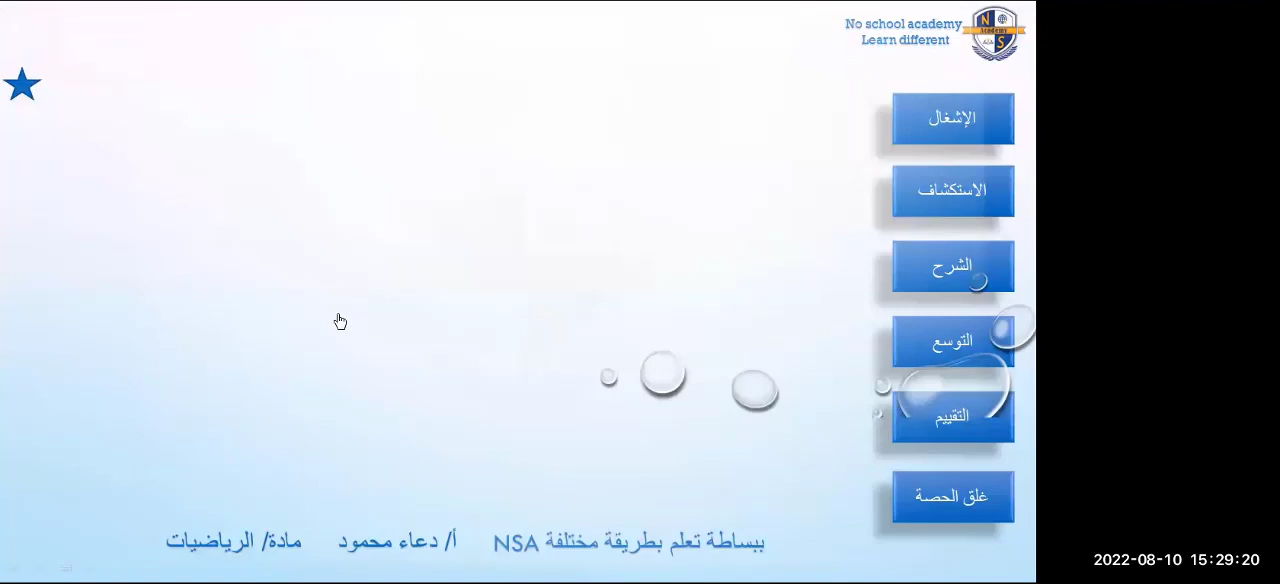 No school academy
Learn different
N
Academy
S
الإشغال
الاستكشاف
الشرح
التوسع
التقييم
غلق الحصة
ببساطة تعلم بطريقة مختلفة NSA أ/ دعاء محمود مادة/ الرياضيات
2022-08-10 15:29:20